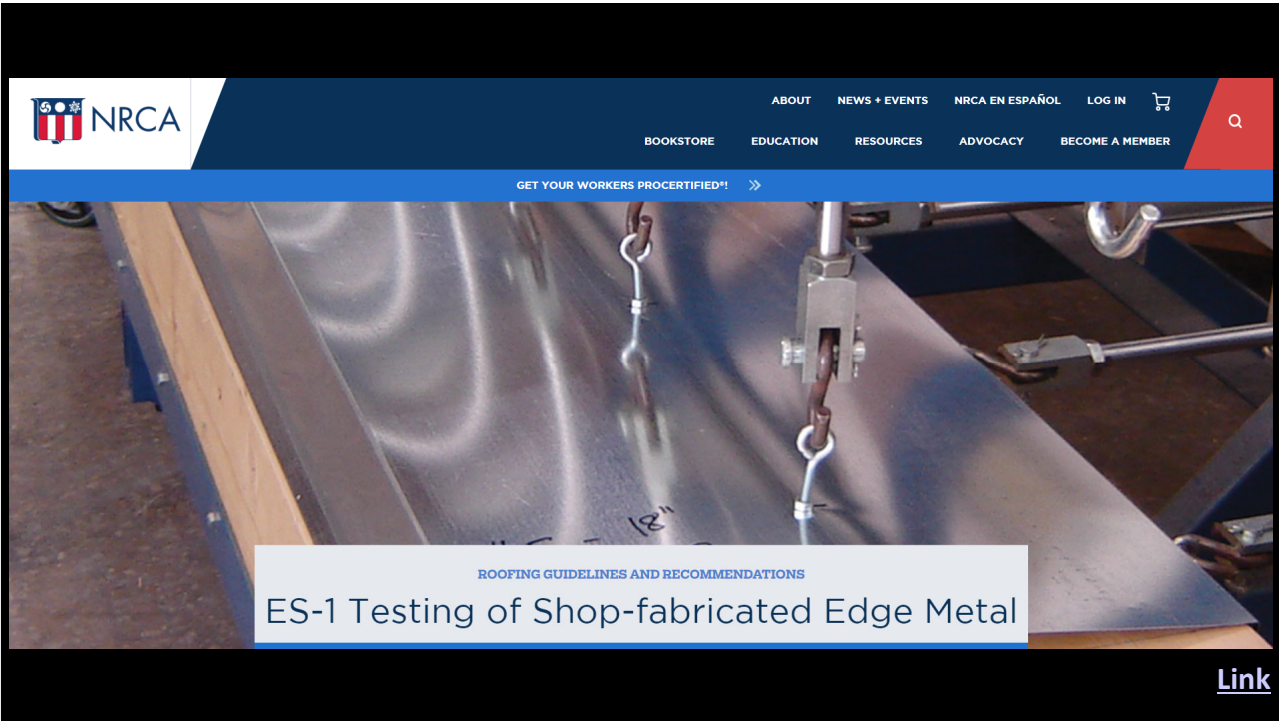 NRCA
ABOUT NEWS + EVENTS NRCA EN ESPAÑOL LOG IN
BOOKSTORE EDUCATION RESOURCES ADVOCACY BECOME A MEMBER
GET YOUR WORKERS PROCERTIFIED®!
18"
ROOFING GUIDELINES AND RECOMMENDATIONS
ES-1 Testing of Shop-fabricated Edge Metal
Link